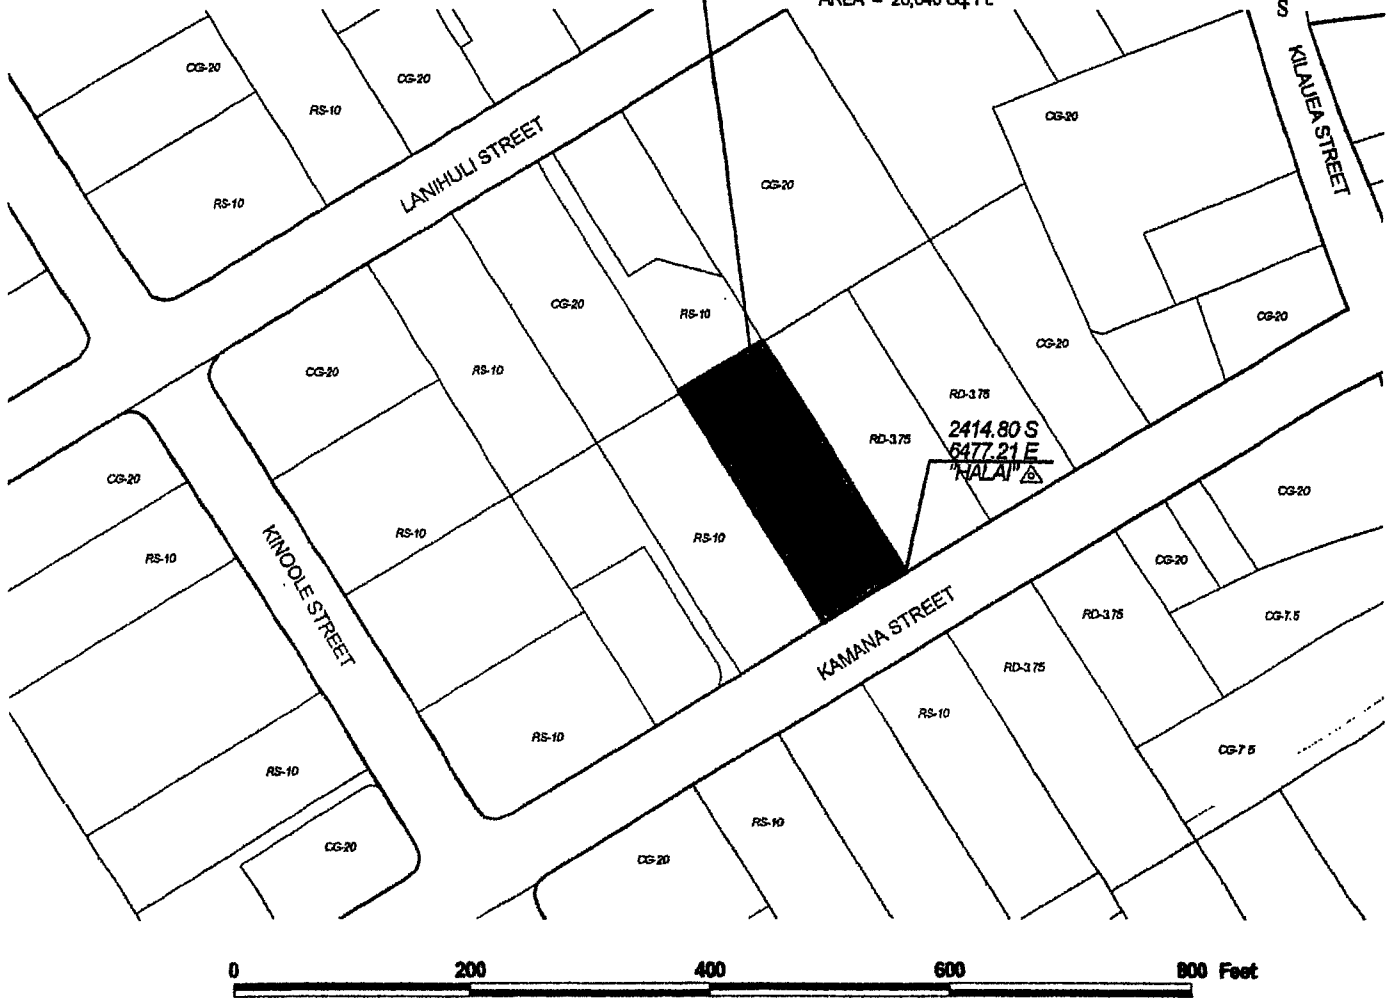 S
KILAUEA STREET
CG-20
CG-20
RS-10
CG-20
LANIHULI STREET
CG-20
RS-10
CG-20
RS-10
CG-20
CG-20
CG-20
RS-10
RD-3.75
RD-3.75
2414.80 S
6477.21 E
"HALAI"
CG-20
RS-10
KINOOLE STREET
RS-10
RS-10
CG-20
CG-20
KAMANA STREET
RD-3.75
CG-7.5
RD-3.75
RS-10
RS-10
RS-10
CG-7.5
CG-20
RS-10
CG-20
0 200 400 600 800 Feet